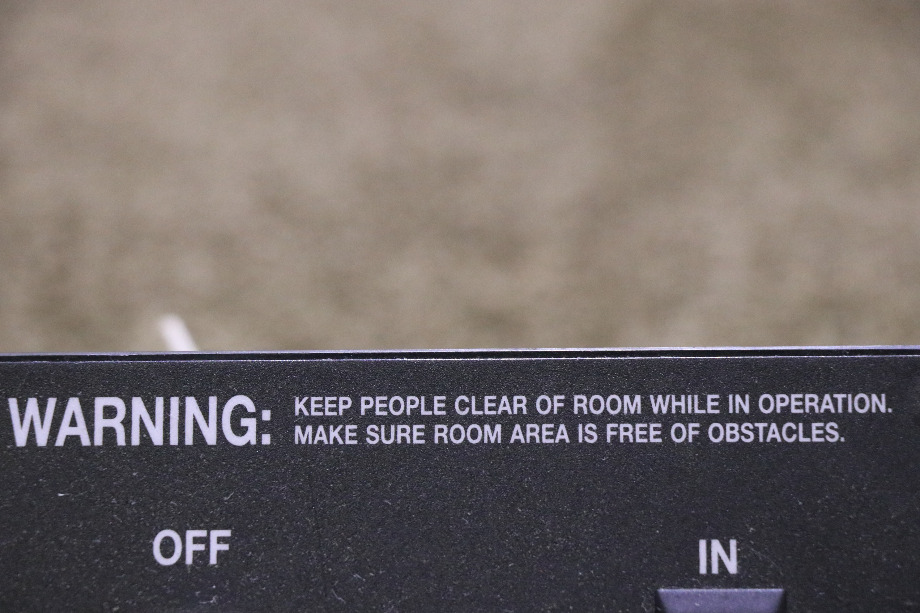 WARNING:
KEEP PEOPLE CLEAR OF ROOM WHILE IN OPERATION.
MAKE SURE ROOM AREA IS FREE OF OBSTACLES.
OFF
IN